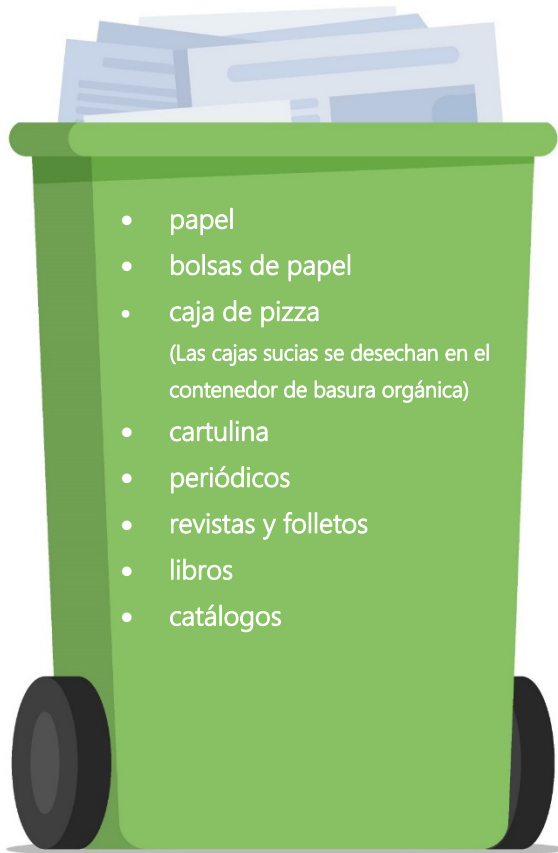 • papel
• bolsas de papel
• caja de pizza
(Las cajas sucias se desechan en el
contenedor de basura orgánica)
• cartulina
• periódicos
• revistas y folletos
• libros
• catálogos